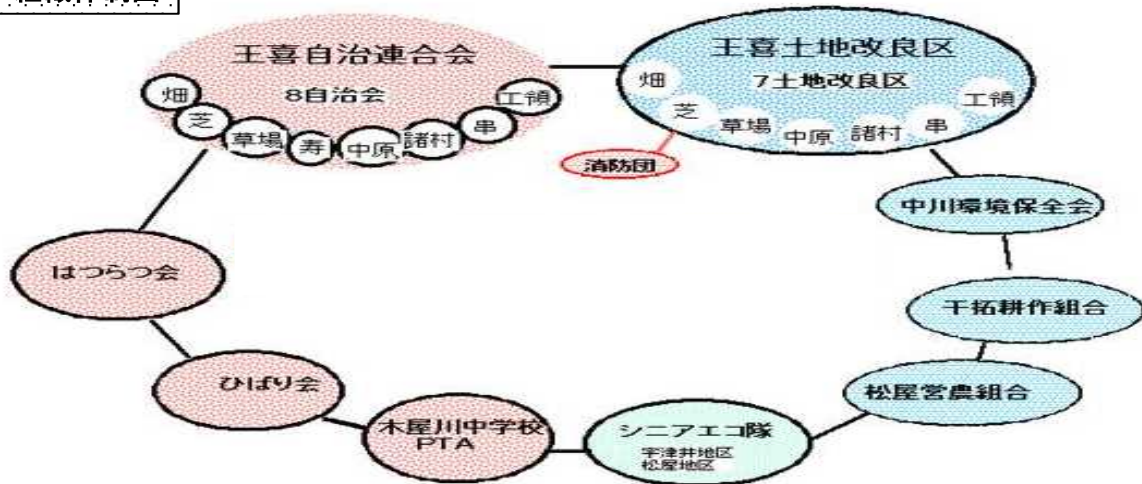 王喜自治連合会
8自治会
畑
芝
草場
寿
中原
諸村
串
工領
王喜土地改良区
7土地改良区
畑
芝
草場
中原
諸村
串
工領
消防団
中川環境保全会
干拓耕作組合
松屋営農組合
シニアエコ隊
宇津井地区
松屋地区
木屋川中学校
PTA
ひばり会
はつらつ会